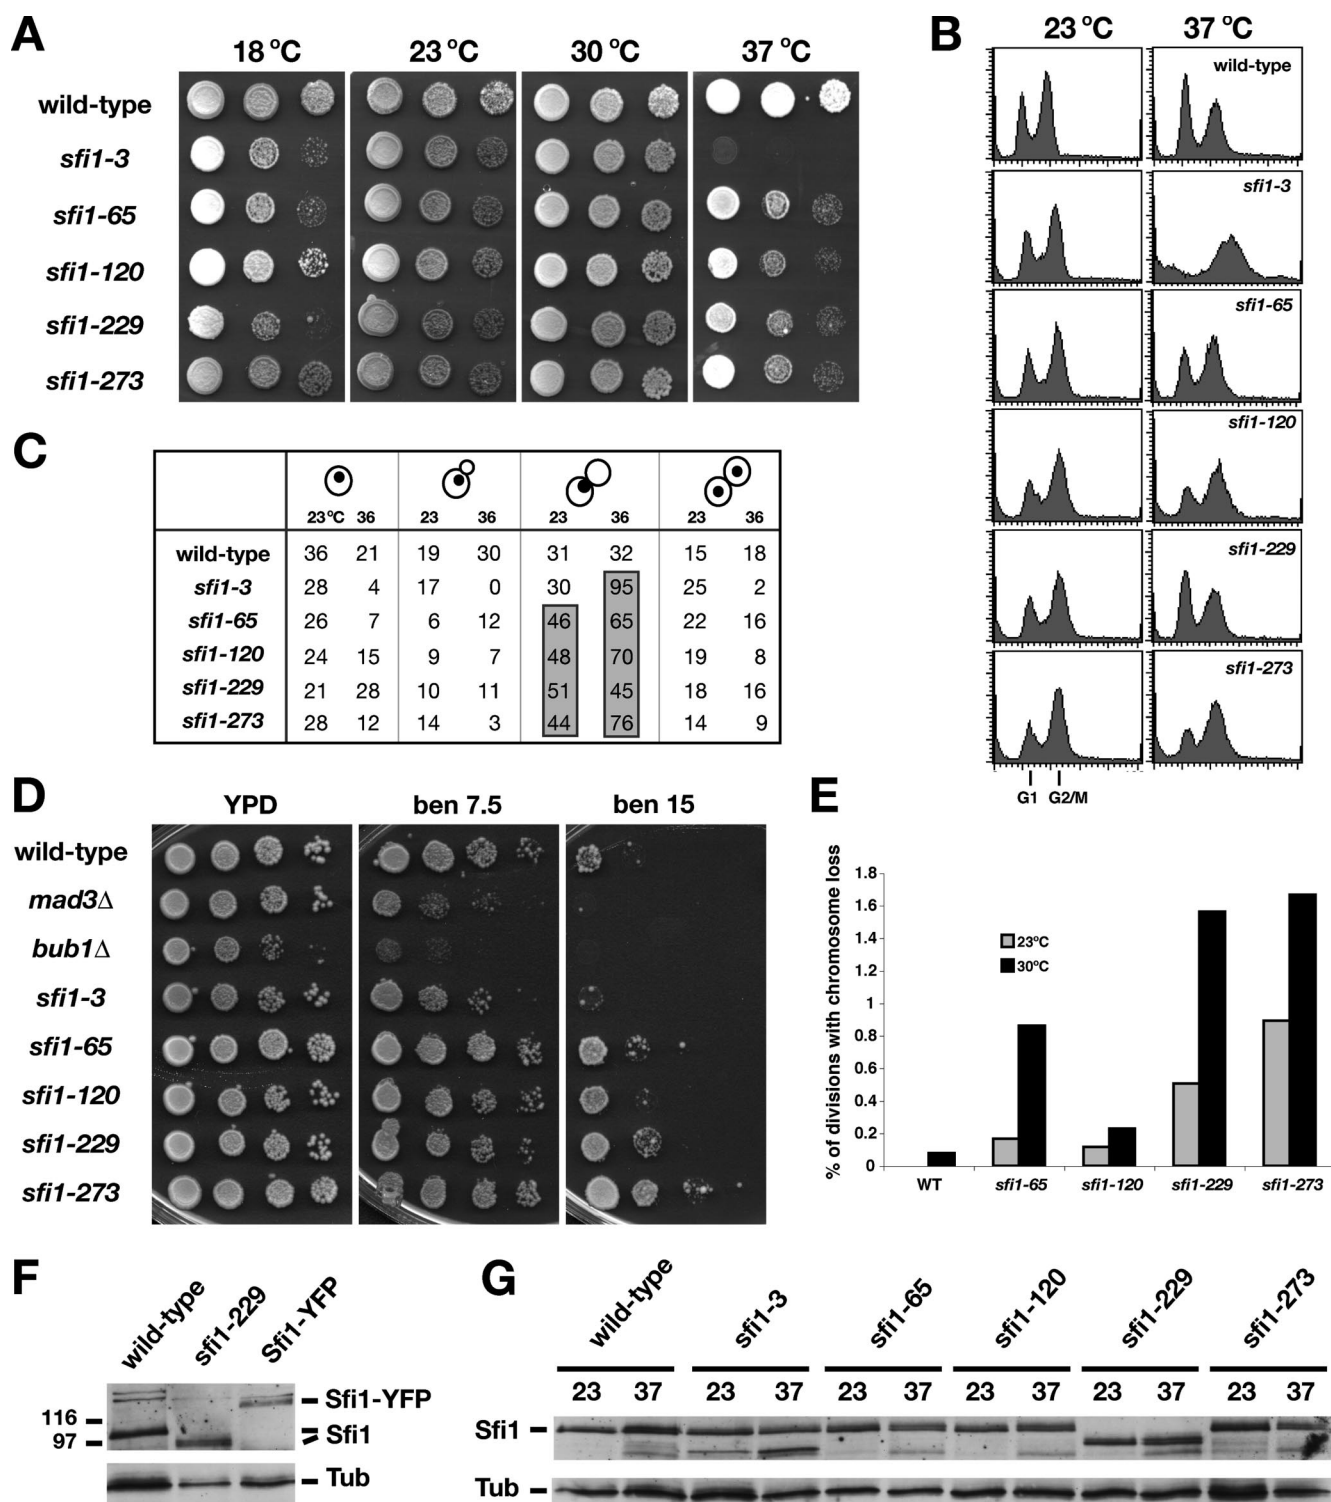 A
18 °C 23 °C 30 °C 37 °C
wild-type
sfi1-3
sfi1-65
sfi1-120
sfi1-229
sfi1-273
B
23 °C 37 °C
wild-type
sfi1-3
sfi1-65
sfi1-120
sfi1-229
sfi1-273
G1 G2/M
C
23°C 36 23 36 23 36 23 36
wild-type 36 21 19 30 31 32 15 18
sfi1-3 28 4 17 0 30 95 25 2
sfi1-65 26 7 6 12 46 65 22 16
sfi1-120 24 15 9 7 48 70 19 8
sfi1-229 21 28 10 11 51 45 18 16
sfi1-273 28 12 14 3 44 76 14 9
D
YPD ben 7.5 ben 15
wild-type
mad3Δ
bub1Δ
sfi1-3
sfi1-65
sfi1-120
sfi1-229
sfi1-273
E
% of divisions with chromosome loss
1.8
1.6
1.4
1.2
1
0.8
0.6
0.4
0.2
0
23°C
30°C
WT sfi1-65 sfi1-120 sfi1-229 sfi1-273
F
wild-type sfi1-229 Sfi1-YFP
Sfi1-YFP
116
97
Sfi1
Tub
G
wild-type sfi1-3 sfi1-65 sfi1-120 sfi1-229 sfi1-273
23 37 23 37 23 37 23 37 23 37 23 37
Sfi1
Tub